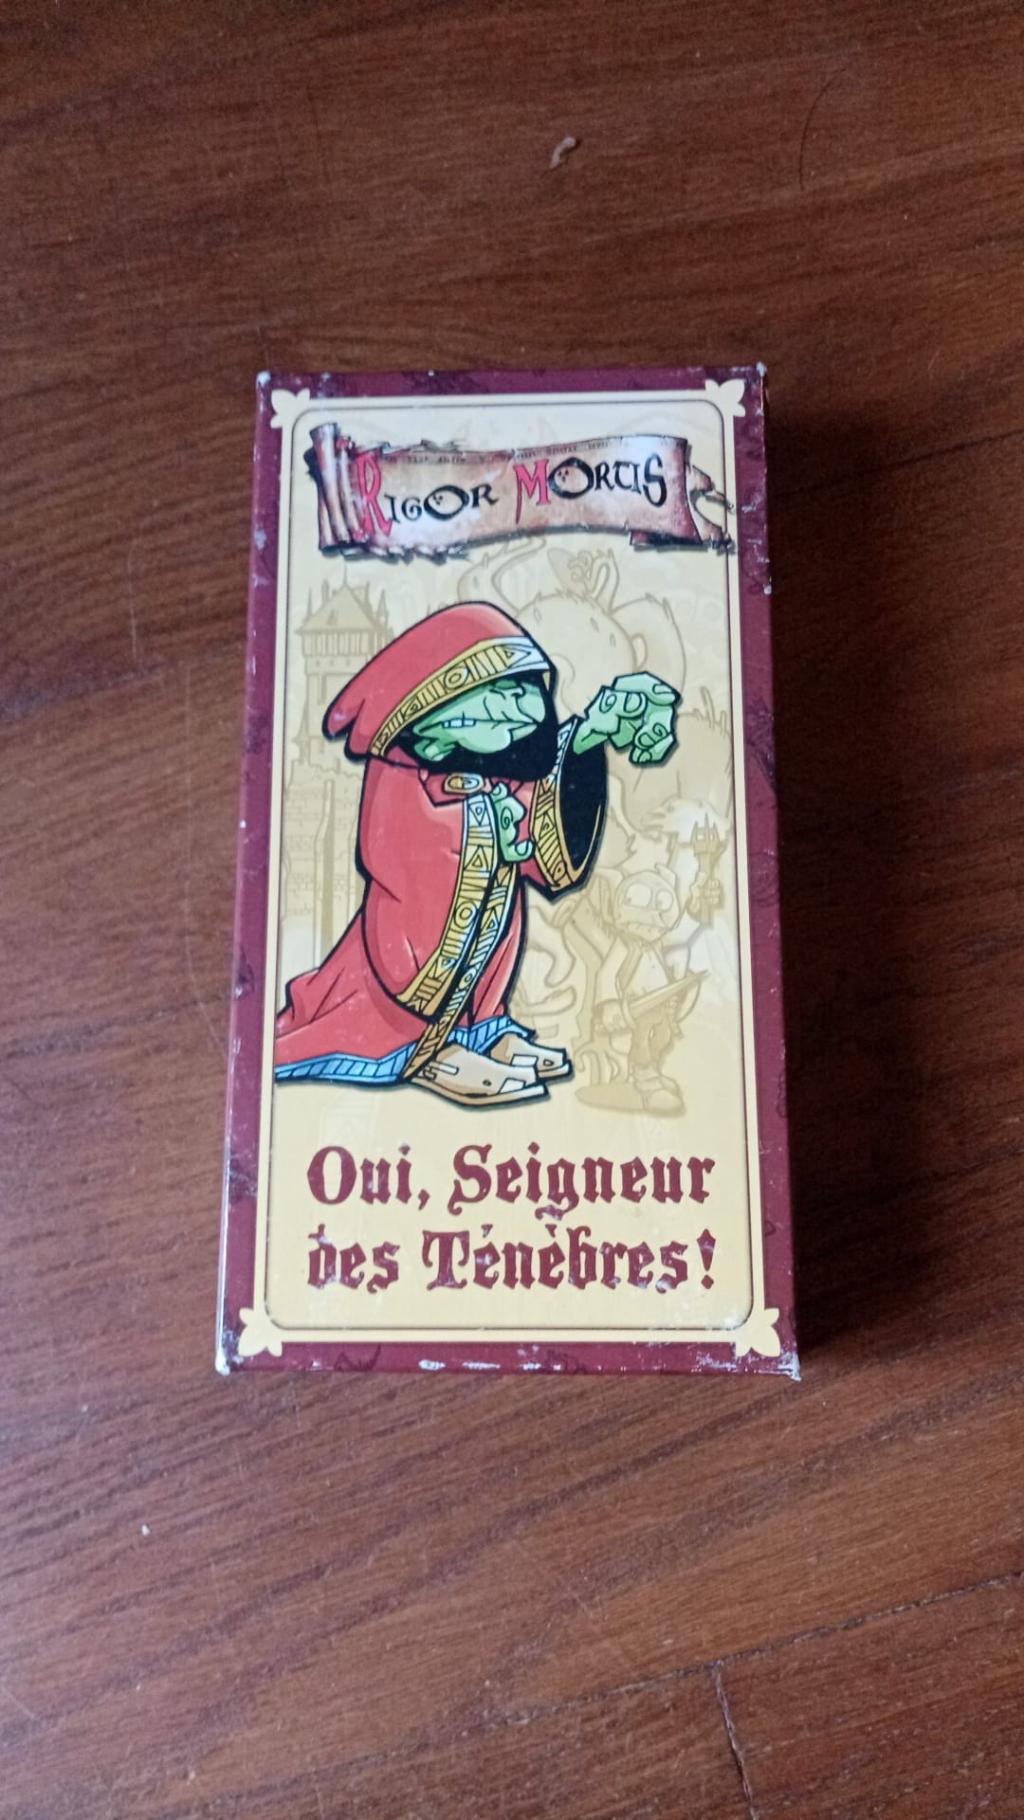 Rigor Mortis
Oui, Seigneur
des Ténèbres!